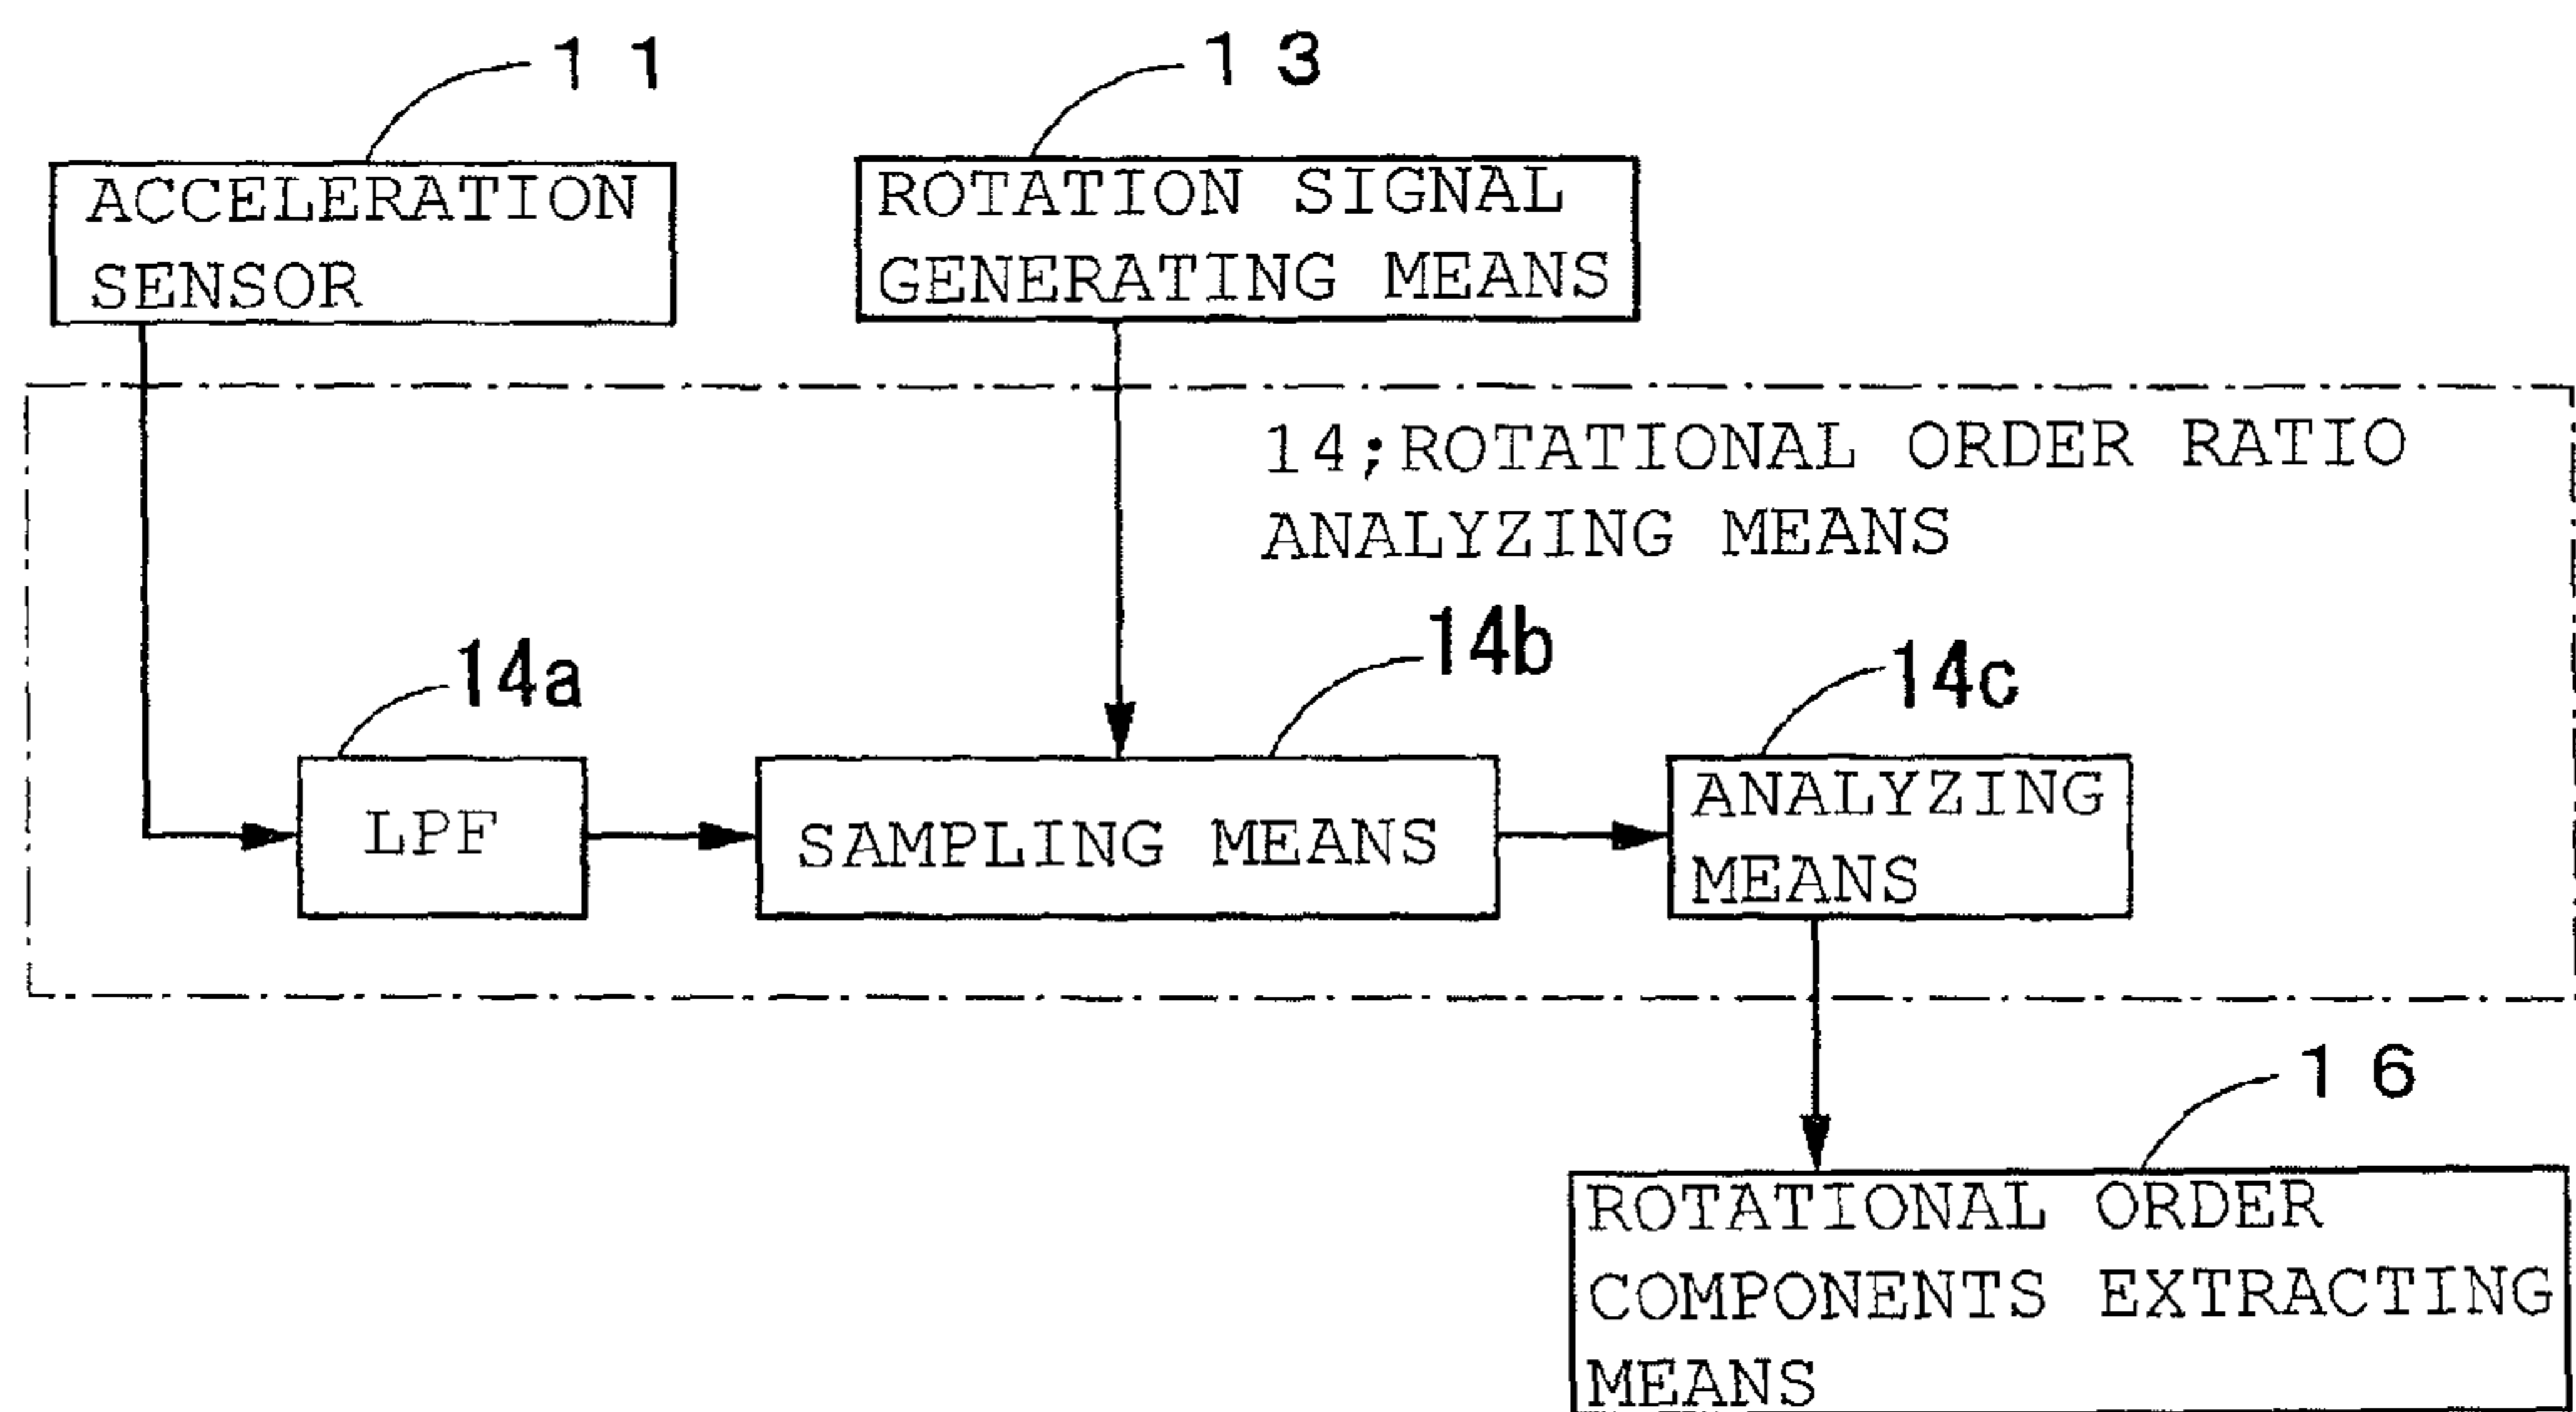 １１
１３
ACCELERATION
SENSOR
ROTATION SIGNAL
GENERATING MEANS
14;ROTATIONAL ORDER RATIO
ANALYZING MEANS
14a
14b
14c
LPF
SAMPLING MEANS
ANALYZING
MEANS
１６
ROTATIONAL ORDER
COMPONENTS EXTRACTING
MEANS